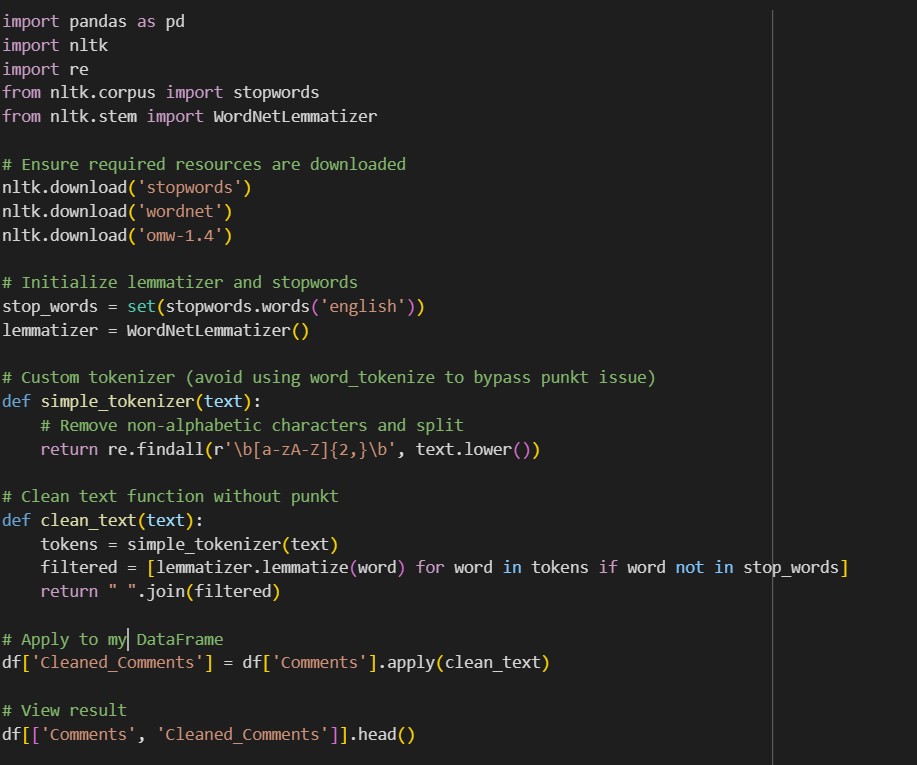 import pandas as pd
import nltk
import re
from nltk.corpus import stopwords
from nltk.stem import WordNetLemmatizer

# Ensure required resources are downloaded
nltk.download('stopwords')
nltk.download('wordnet')
nltk.download('omw-1.4')

# Initialize lemmatizer and stopwords
stop_words = set(stopwords.words('english'))
lemmatizer = WordNetLemmatizer()

# Custom tokenizer (avoid using word_tokenize to bypass punkt issue)
def simple_tokenizer(text):
    # Remove non-alphabetic characters and split
    return re.findall(r'\b[a-zA-Z]{2,}\b', text.lower())

# Clean text function without punkt
def clean_text(text):
    tokens = simple_tokenizer(text)
    filtered = [lemmatizer.lemmatize(word) for word in tokens if word not in stop_words]
    return " ".join(filtered)

# Apply to my DataFrame
df['Cleaned_Comments'] = df['Comments'].apply(clean_text)

# View result
df[['Comments', 'Cleaned_Comments']].head()